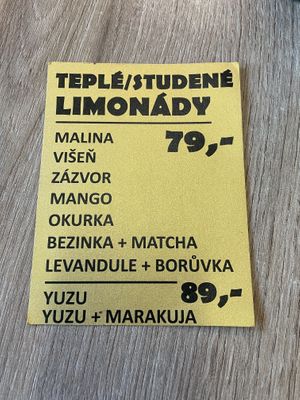 TEPLÉ/STUDENÉ
LIMONÁDY
MALINA 79,-
VIŠEŇ
ZÁZVOR
MANGO
OKURKA
BEZINKA + MATCHA
LEVANDULE + BORŮVKA
YUZU 89,-
YUZU + MARAKUJA